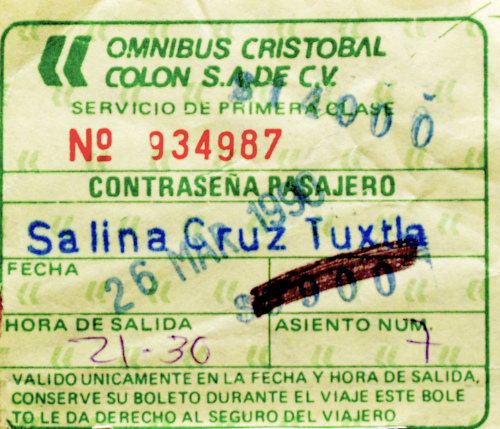 OMNIBUS CRISTOBAL
COLON S.A. DE C.V.
SERVICIO DE PRIMERA CLASE
Nº 934987
CONTRASEÑA PASAJERO
Salina Cruz Tuxtla
FECHA
26 MAR. 1990
HORA DE SALIDA
21-30
ASIENTO NUM.
7
VALIDO UNICAMENTE EN LA FECHA Y HORA DE SALIDA,
CONSERVE SU BOLETO DURANTE EL VIAJE ESTE BOLE
TO LE DA DERECHO AL SEGURO DEL VIAJERO